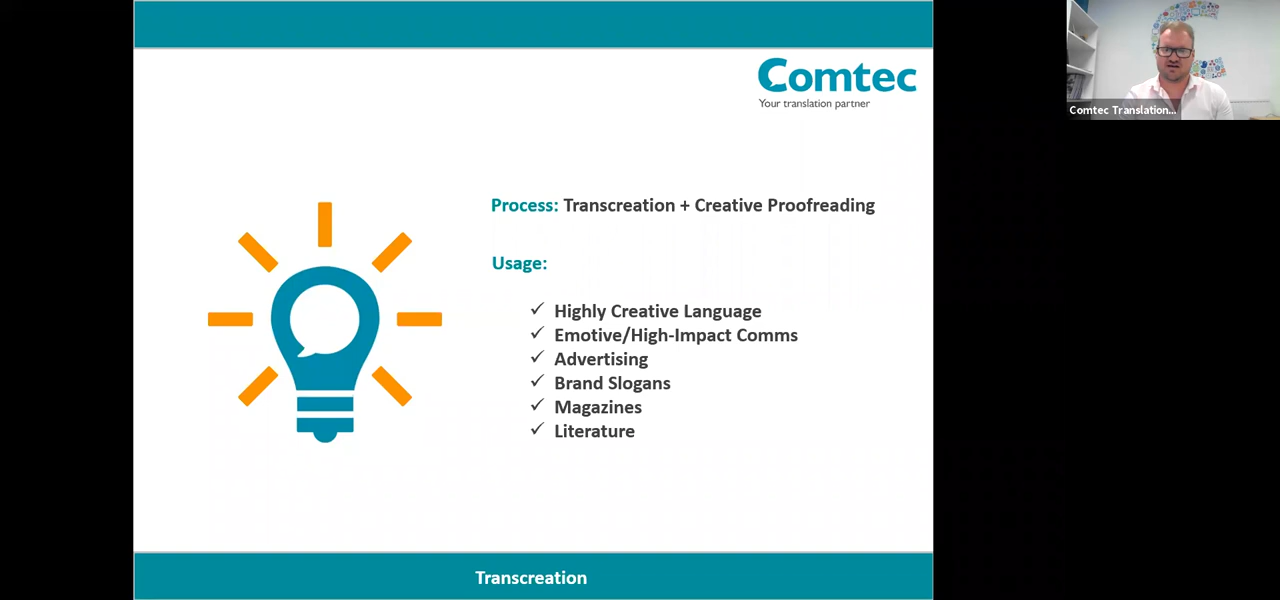 Comtec
Your translation partner
Comtec Translation...
Process: Transcreation + Creative Proofreading
Usage:
✓ Highly Creative Language
✓ Emotive/High-Impact Comms
✓ Advertising
✓ Brand Slogans
✓ Magazines
✓ Literature
Transcreation